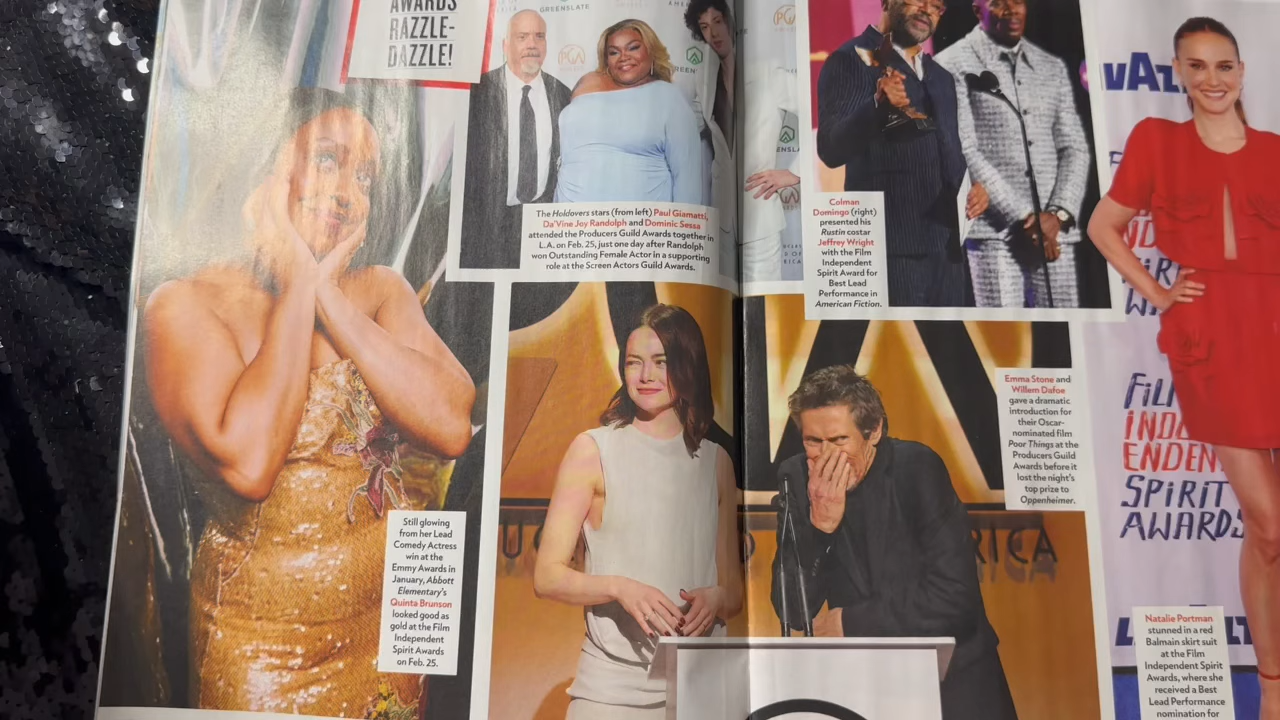 AWARDS
RAZZLE-
DAZZLE!
GREENSLATE
The Holdovers stars (from left) Paul Giamatti,
Da'Vine Joy Randolph and Dominic Sessa
attended the Producers Guild Awards together in
L.A. on Feb. 25, just one day after Randolph
won Outstanding Female Actor in a supporting
role at the Screen Actors Guild Awards.
Colman
Domingo (right)
presented his
Rustin costar
Jeffrey Wright
with the Film
Independent
Spirit Award for
Best Lead
Performance in
American Fiction.
Still glowing
from her Lead
Comedy Actress
win at the
Emmy Awards in
January, Abbott
Elementary's
Quinta Brunson
looked good as
gold at the Film
Independent
Spirit Awards
on Feb. 25.
Emma Stone and
Willem Dafoe
gave a dramatic
introduction for
their Oscar-
nominated film
Poor Things at the
Producers Guild
Awards before it
lost the night's
top prize to
Oppenheimer.
RICA
FILM
INDE
ENDEN
SPIRIT
AWARDS
Natalie Portman
stunned in a red
Balmain skirt suit
at the Film
Independent Spirit
Awards, where she
received a Best
Lead Performance
nomination for